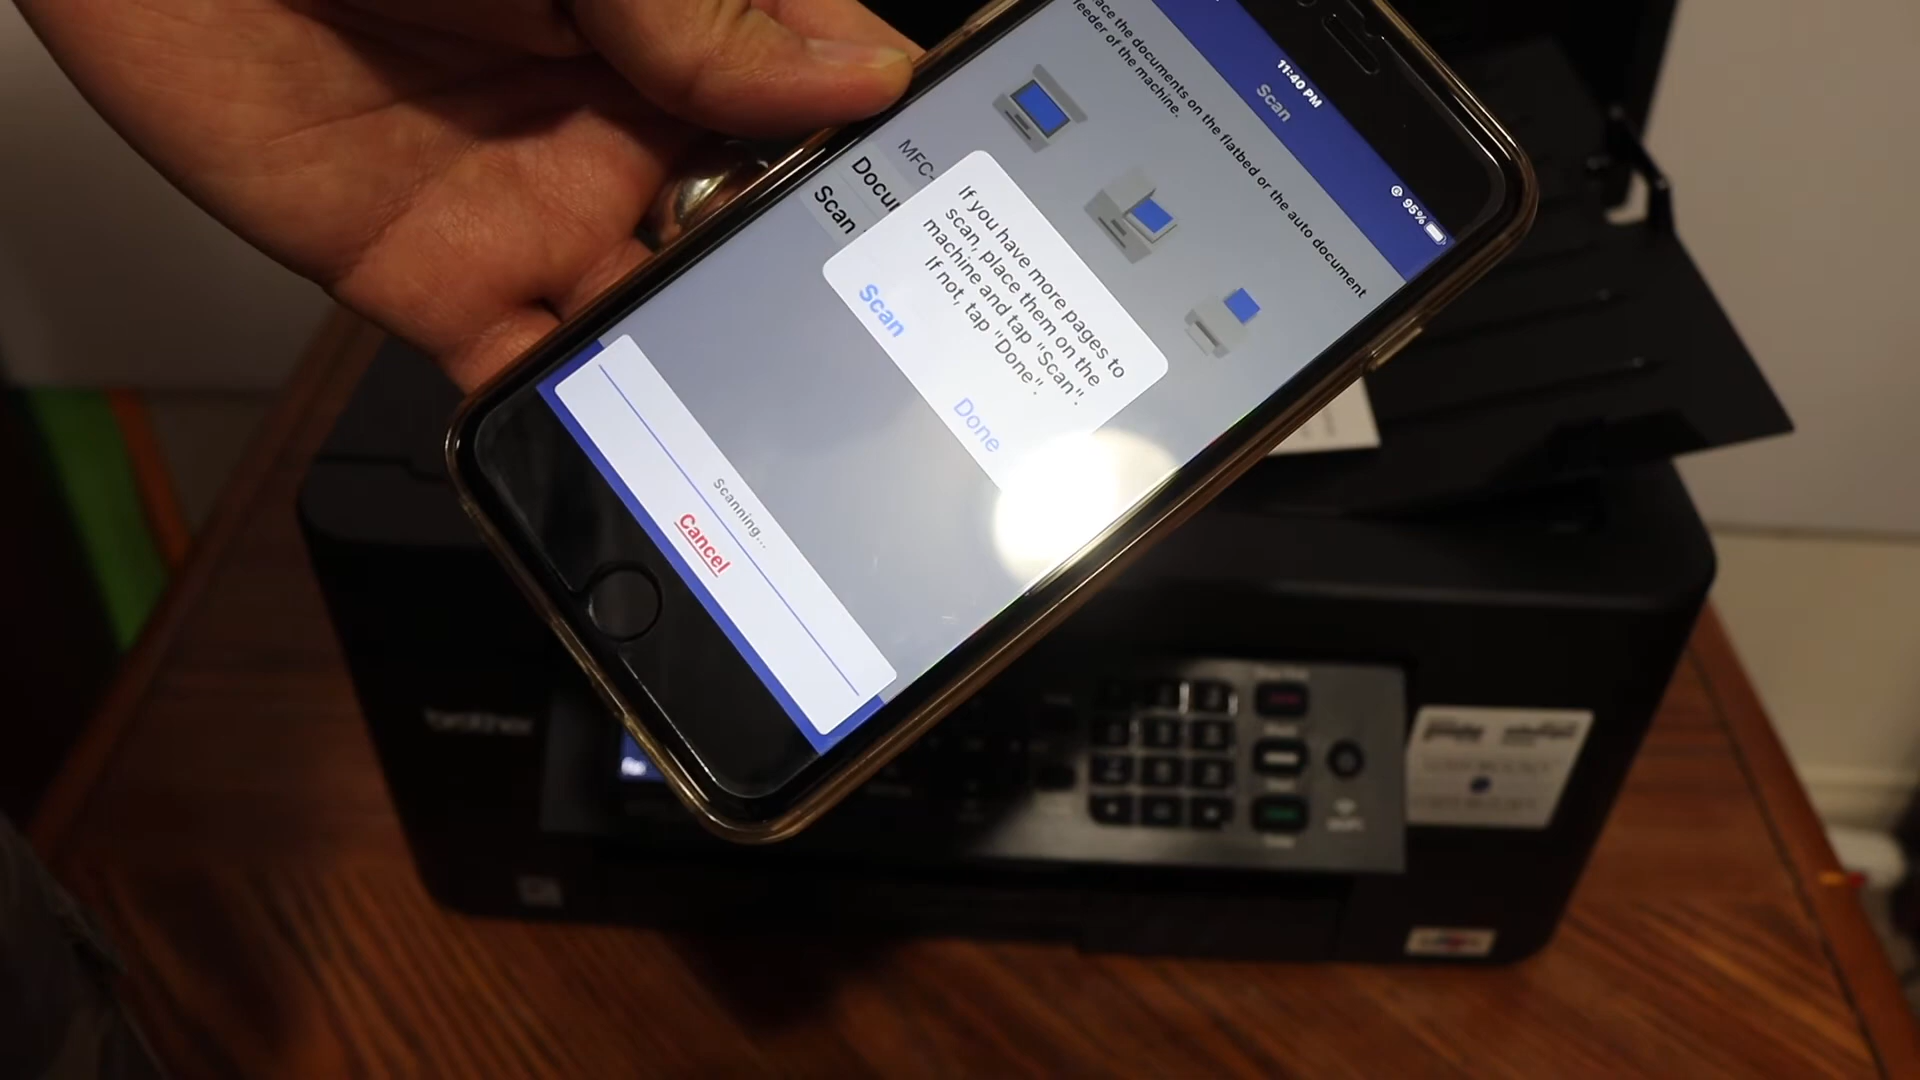 11:40 PM
95%
Scan
ace the documents on the flatbed or the auto document
feeder of the machine.
MFC-
Docu
Scan
If you have more pages to
scan, place them on the
machine and tap "Scan".
If not, tap "Done".
Scan
Done
Scanning...
Cancel
brother